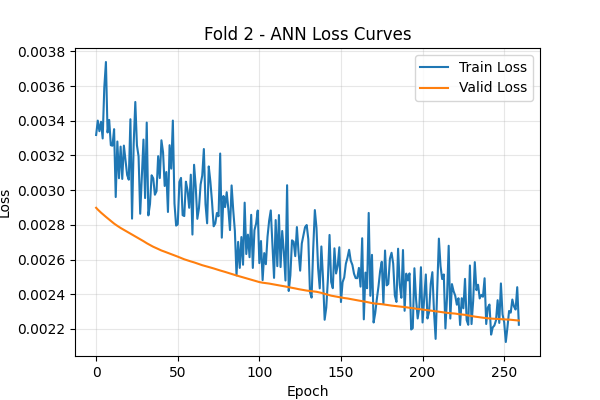 Fold 2 - ANN Loss Curves
Train Loss
Valid Loss
Loss
0.0038
0.0036
0.0034
0.0032
0.0030
0.0028
0.0026
0.0024
0.0022
0 50 100 150 200 250
Epoch